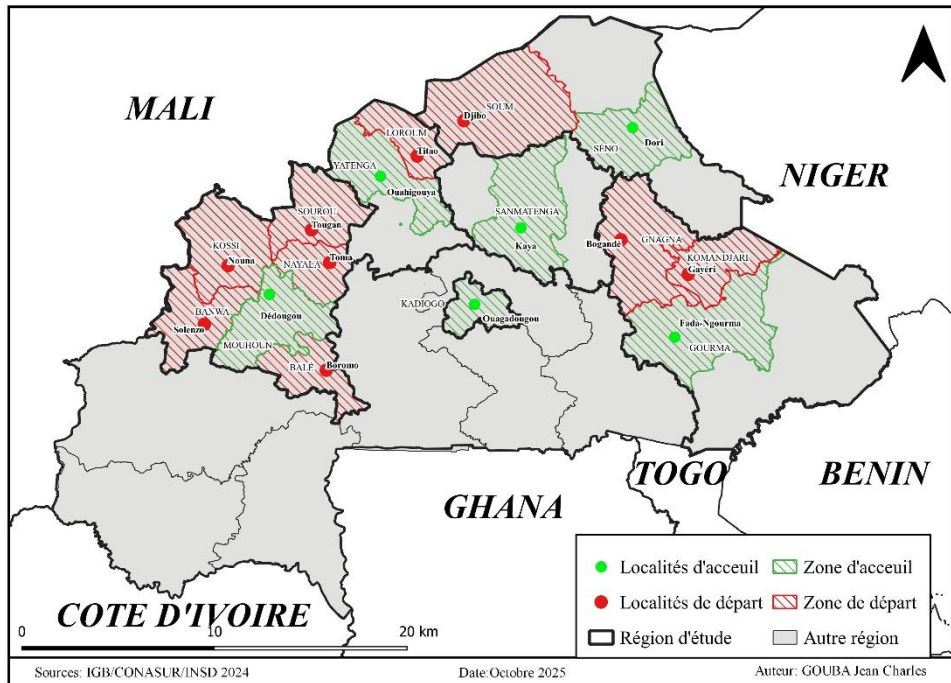 MALI
SOUM
Djibo
LOROUM
Titao
YATENGA
Ouahigouya
SÉNO
Dori
NIGER
SOUROU
Tougan
SANMATENGA
Kaya
KOSSI
Nouna
NAYALA
Toma
Bogandé
GNAGNA
KOMANDJARI
Gayéri
BANWA
Solenzo
Dédougou
MOUHOUN
KADIOGO
Ouagadougou
Fada-Ngourma
GOURMA
BALÉ
Boromo
TOGO
BENIN
GHANA
COTE D'IVOIRE
Localités d'acceuil
Zone d'acceuil
Localités de départ
Zone de départ
Région d'étude
Autre région
0 10 20 km
Sources: IGB/CONASUR/INSD 2024 Date:Octobre 2025 Auteur: GOUBA Jean Charles